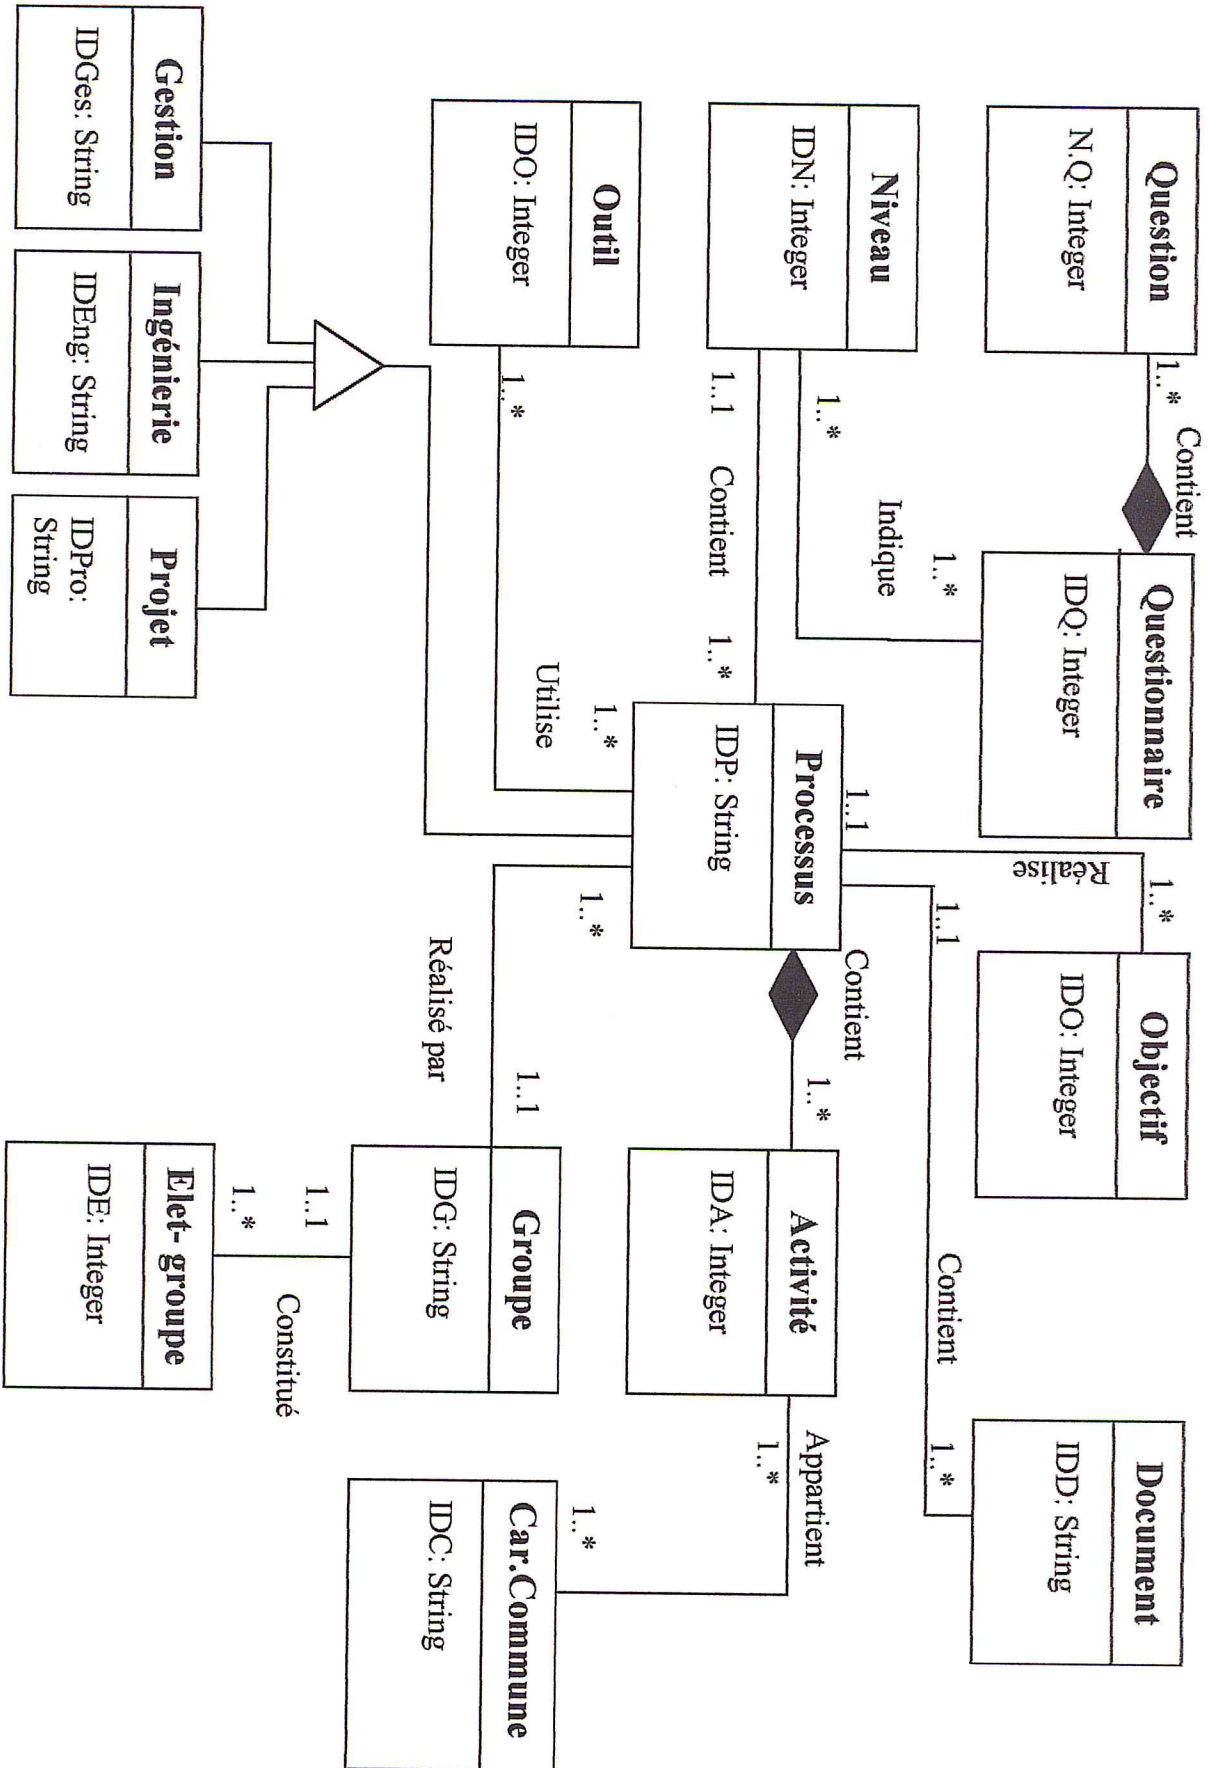 Question
N.Q: Integer
1..*
Contient
Questionnaire
IDQ: Integer
1..*
Indique
1..*
Niveau
IDN: Integer
1..1
Contient
1..*
Réalise
1..1
1..*
Objectif
IDO: Integer
1..1
Contient
1..*
Document
IDD: String
Processus
IDP: String
Contient
1..*
Activité
IDA: Integer
Appartient
1..*
1..*
Car.Commune
IDC: String
Outil
IDO: Integer
1..*
Utilise
1..*
1..*
Réalisé par
1..1
Groupe
IDG: String
1..1
Constitué
1..*
Elet- groupe
IDE: Integer
Gestion
IDGes: String
Ingénierie
IDEng: String
Projet
IDPro:
String